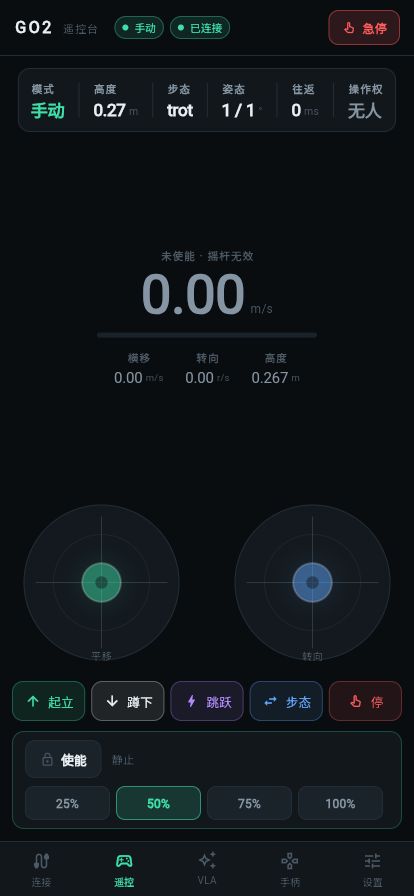 GO2 遥控台 手动 已连接 急停
模式 高度 步态 姿态 往返 操作权
手动 0.27 m trot 1 / 1 ° 0 ms 无人
未使能 · 摇杆无效
0.00 m/s
横移 转向 高度
0.00 m/s 0.00 r/s 0.267 m
平移 转向
起立 蹲下 跳跃 步态 停
使能 静止
25% 50% 75% 100%
连接 遥控 VLA 手柄 设置